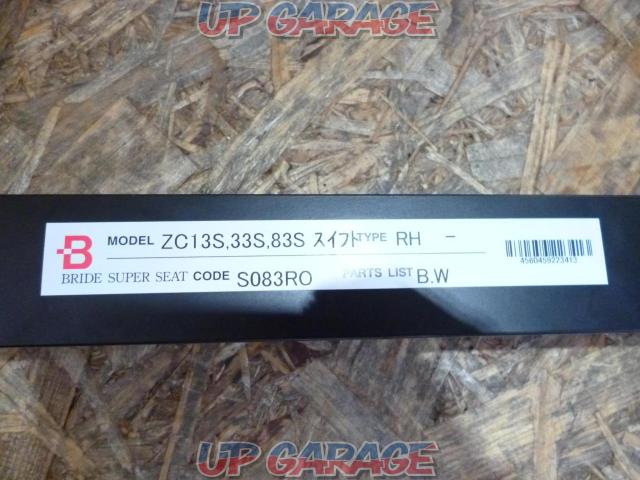 UP GARAGE
B MODEL ZC13S,33S,83S スイフト TYPE RH -
BRIDE SUPER SEAT CODE S083RO PARTS LIST B.W
4560459223413
UP GARAGE